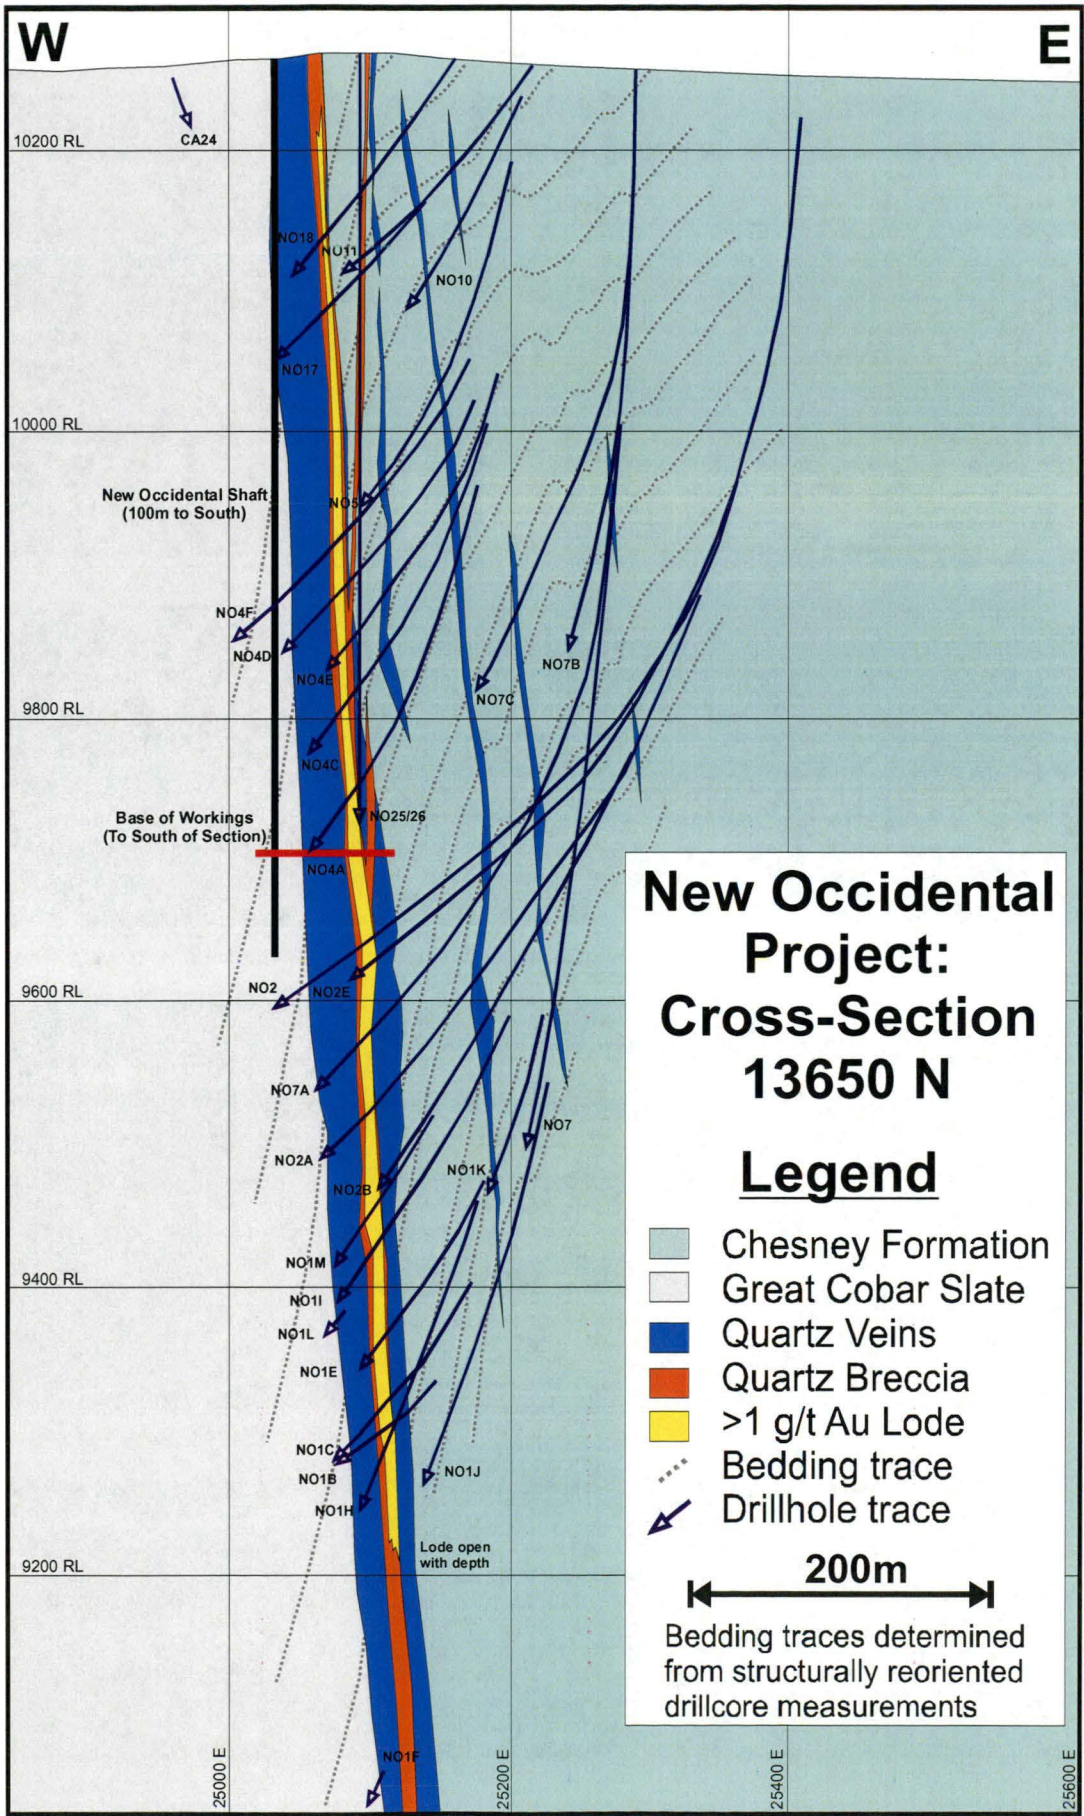 W
E
CA24
10200 RL
NO18
NO11
NO10
NO17
10000 RL
New Occidental Shaft
(100m to South)
NO5
NO4F
NO4D
NO4E
NO7B
NO7C
9800 RL
NO4C
Base of Workings
(To South of Section)
NO25/26
NO4A
NO2
NO2E
9600 RL
NO7A
NO7
NO2A
NO2B
NO1K
NO1M
9400 RL
NO1I
NO1L
NO1E
NO1C
NO1B
NO1J
NO1H
Lode open
with depth
9200 RL
NO1F
25000 E
25200 E
25400 E
25600 E
New Occidental
Project:
Cross-Section
13650 N
Legend
Chesney Formation
Great Cobar Slate
Quartz Veins
Quartz Breccia
>1 g/t Au Lode
Bedding trace
Drillhole trace
200m
Bedding traces determined
from structurally reoriented
drillcore measurements